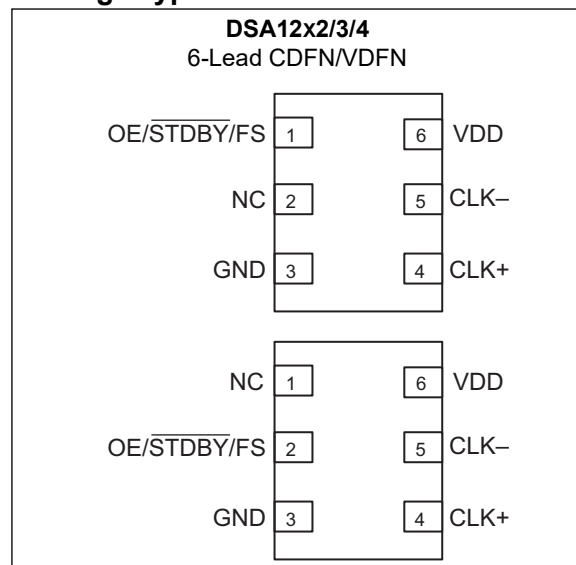 DSA12x2/3/4
6-Lead CDFN/VDFN
OE/STDBY/FS 1 6 VDD
NC 2 5 CLK–
GND 3 4 CLK+
NC 1 6 VDD
OE/STDBY/FS 2 5 CLK–
GND 3 4 CLK+